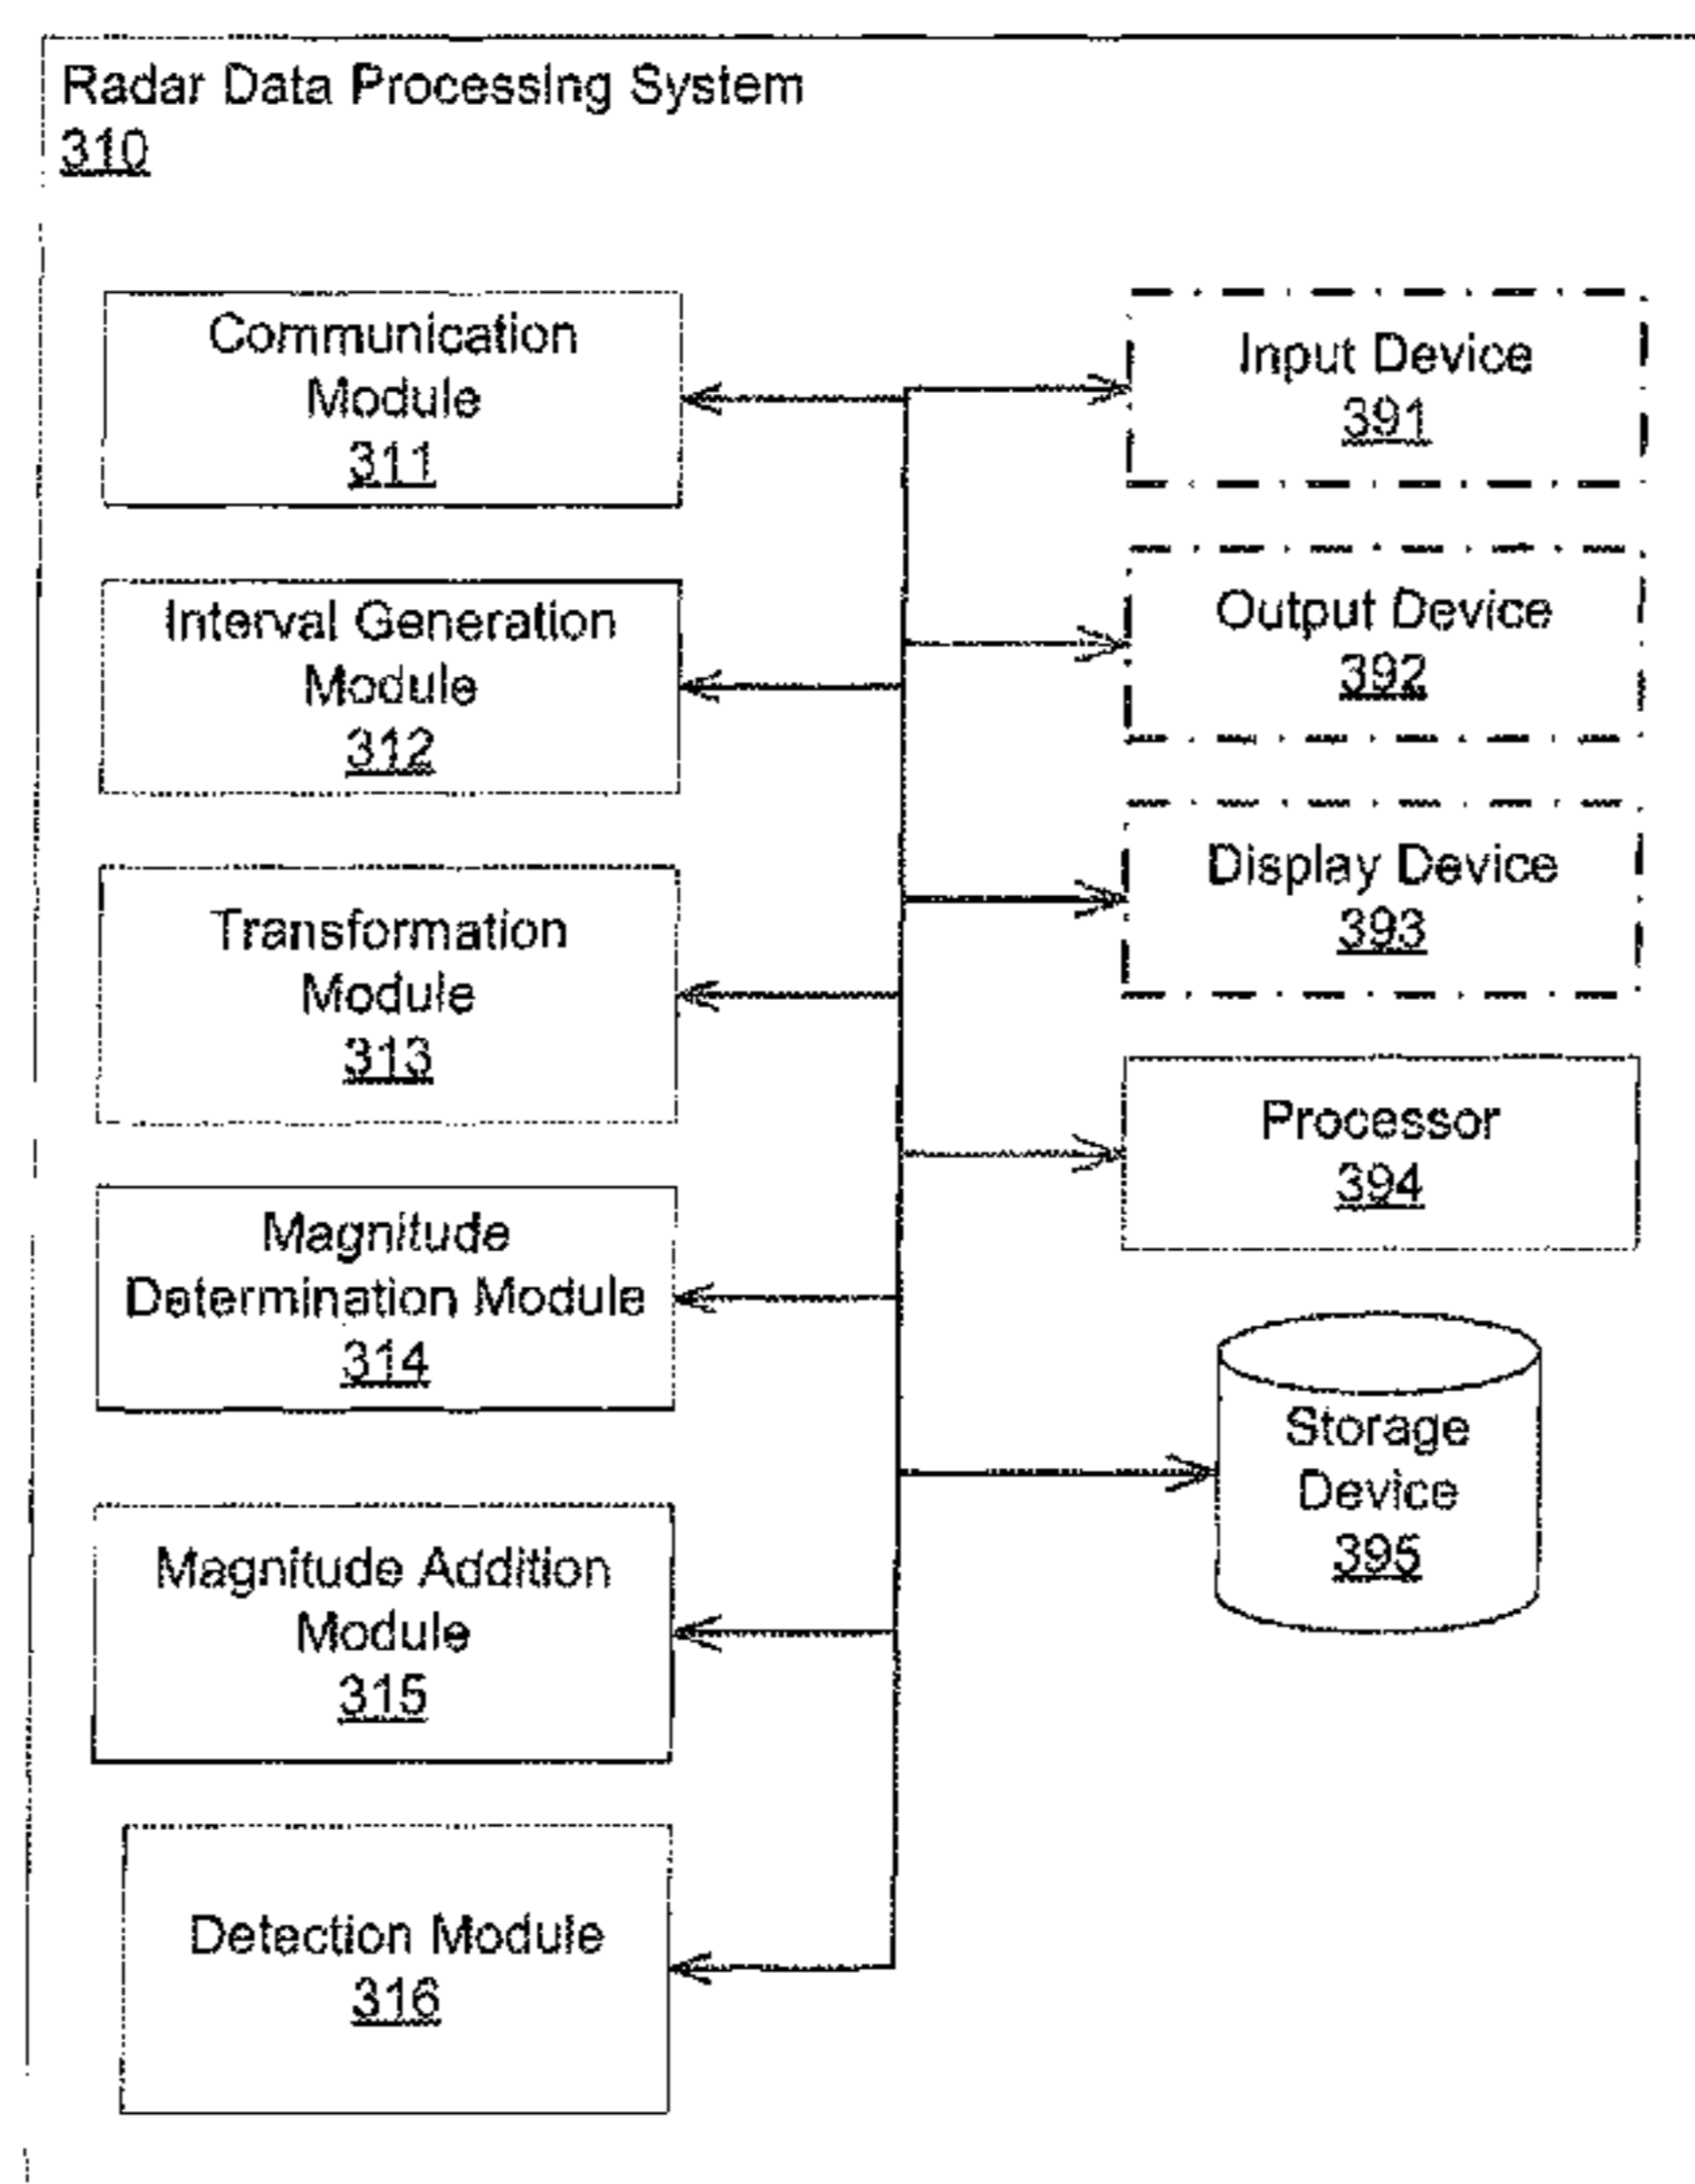 Radar Data Processing System
310
Communication
Module
311
Interval Generation
Module
312
Transformation
Module
313
Magnitude
Determination Module
314
Magnitude Addition
Module
315
Detection Module
316
Input Device
391
Output Device
392
Display Device
393
Processor
394
Storage
Device
395